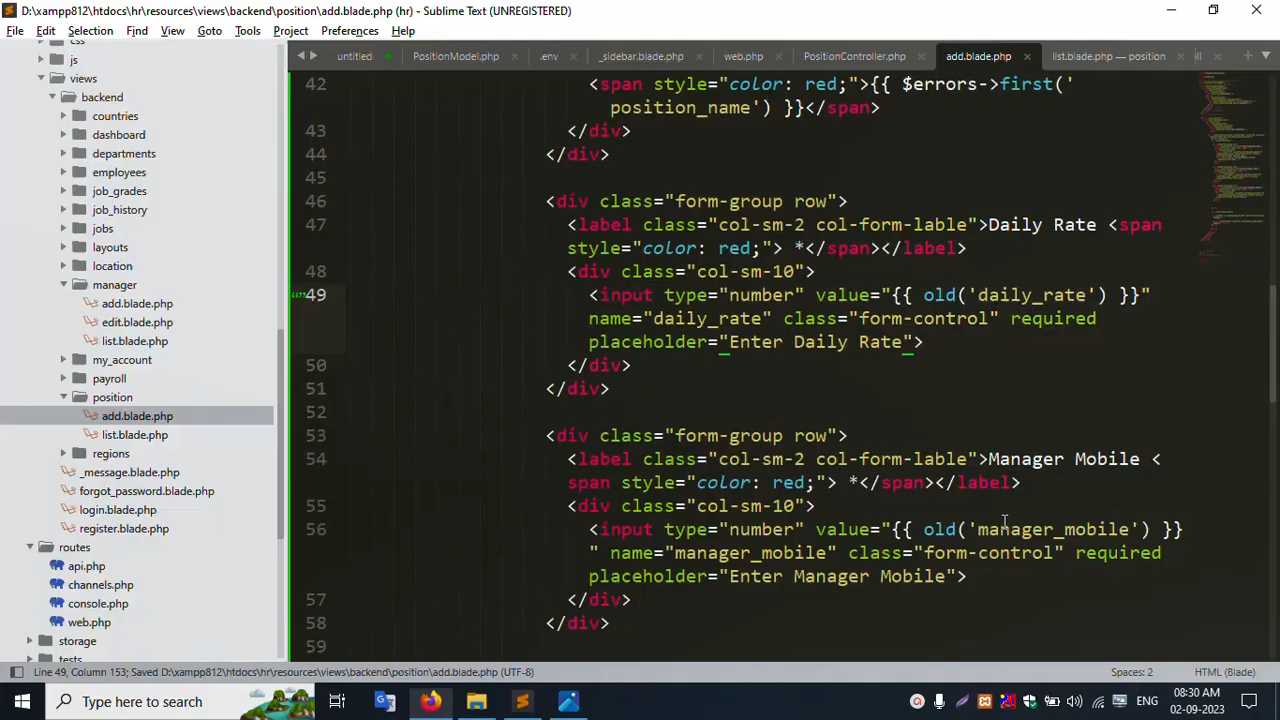 D:\xampp812\htdocs\hr\resources\views\backend\position\add.blade.php (hr) - Sublime Text (UNREGISTERED)
File Edit Selection Find View Goto Tools Project Preferences Help
untitled PositionModel.php .env _sidebar.blade.php web.php PositionController.php add.blade.php list.blade.php — position
js
views
backend
countries
dashboard
departments
employees
job_grades
job_history
jobs
layouts
location
manager
add.blade.php
edit.blade.php
list.blade.php
my_account
payroll
position
add.blade.php
list.blade.php
regions
_message.blade.php
forgot_password.blade.php
login.blade.php
register.blade.php
routes
api.php
channels.php
console.php
web.php
storage
tests
42 <span style="color: red;">{{ $errors->first('
position_name') }}</span>
43 </div>
44 </div>
45
46 <div class="form-group row">
47 <label class="col-sm-2 col-form-lable">Daily Rate <span
style="color: red;"> *</span></label>
48 <div class="col-sm-10">
49 <input type="number" value="{{ old('daily_rate') }}"
name="daily_rate" class="form-control" required
placeholder="Enter Daily Rate">
50 </div>
51 </div>
52
53 <div class="form-group row">
54 <label class="col-sm-2 col-form-lable">Manager Mobile <
span style="color: red;"> *</span></label>
55 <div class="col-sm-10">
56 <input type="number" value="{{ old('manager_mobile') }}
" name="manager_mobile" class="form-control" required
placeholder="Enter Manager Mobile">
57 </div>
58 </div>
59
Line 49, Column 153; Saved D:\xampp812\htdocs\hr\resources\views\backend\position\add.blade.php (UTF-8) Spaces: 2 HTML (Blade)
Type here to search
ENG
08:30 AM
02-09-2023